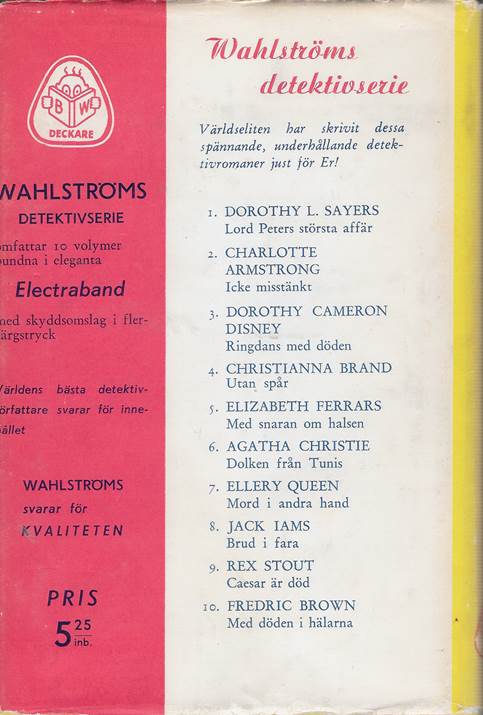 B W
DECKARE
WAHLSTRÖMS
DETEKTIVSERIE
omfattar 10 volymer
bundna i eleganta
Electraband
med skyddsomslag i fler-
färgstryck
Världens bästa detektiv-
författare svarar för inne-
hållet
WAHLSTRÖMS
svarar för
KVALITETEN
PRIS
5 25
inb.
Wahlströms
detektivserie
Världseliten har skrivit dessa
spännande, underhållande detek-
tivromaner just för Er!
1. DOROTHY L. SAYERS
Lord Peters största affär
2. CHARLOTTE
ARMSTRONG
Icke misstänkt
3. DOROTHY CAMERON
DISNEY
Ringdans med döden
4. CHRISTIANNA BRAND
Utan spår
5. ELIZABETH FERRARS
Med snaran om halsen
6. AGATHA CHRISTIE
Dolken från Tunis
7. ELLERY QUEEN
Mord i andra hand
8. JACK IAMS
Brud i fara
9. REX STOUT
Caesar är död
10. FREDRIC BROWN
Med döden i hälarna